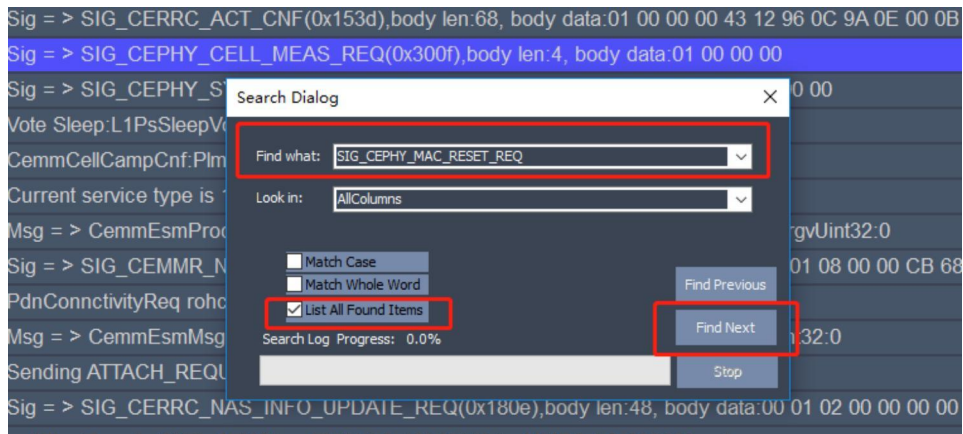 Sig = > SIG_CERRC_ACT_CNF(0x153d),body len:68, body data:01 00 00 00 43 12 96 0C 9A 0E 00 0B
Sig = > SIG_CEPHY_CELL_MEAS_REQ(0x300f),body len:4, body data:01 00 00 00
Sig = > SIG_CEPHY_S 00
Search Dialog
Vote Sleep:
Find what: SIG_CEPHY_MAC_RESET_REQ
CemmCellCampCnf:Plm
Look in: AllColumns
Current service type is
Msg = > CemmEsmProc rgvUint32:0
Match Case
Sig = > SIG_CEMMR_N 01 08 00 00 CB 68
Match Whole Word
Find Previous
PdnConnctivityReq rohc
List All Found Items
Find Next
Msg = > CemmEsmMsg t32:0
Search Log Progress: 0.0%
Sending ATTACH_REQU
Stop
Sig = > SIG_CERRC_NAS_INFO_UPDATE_REQ(0x180e),body len:48, body data:00 01 02 00 00 00 00